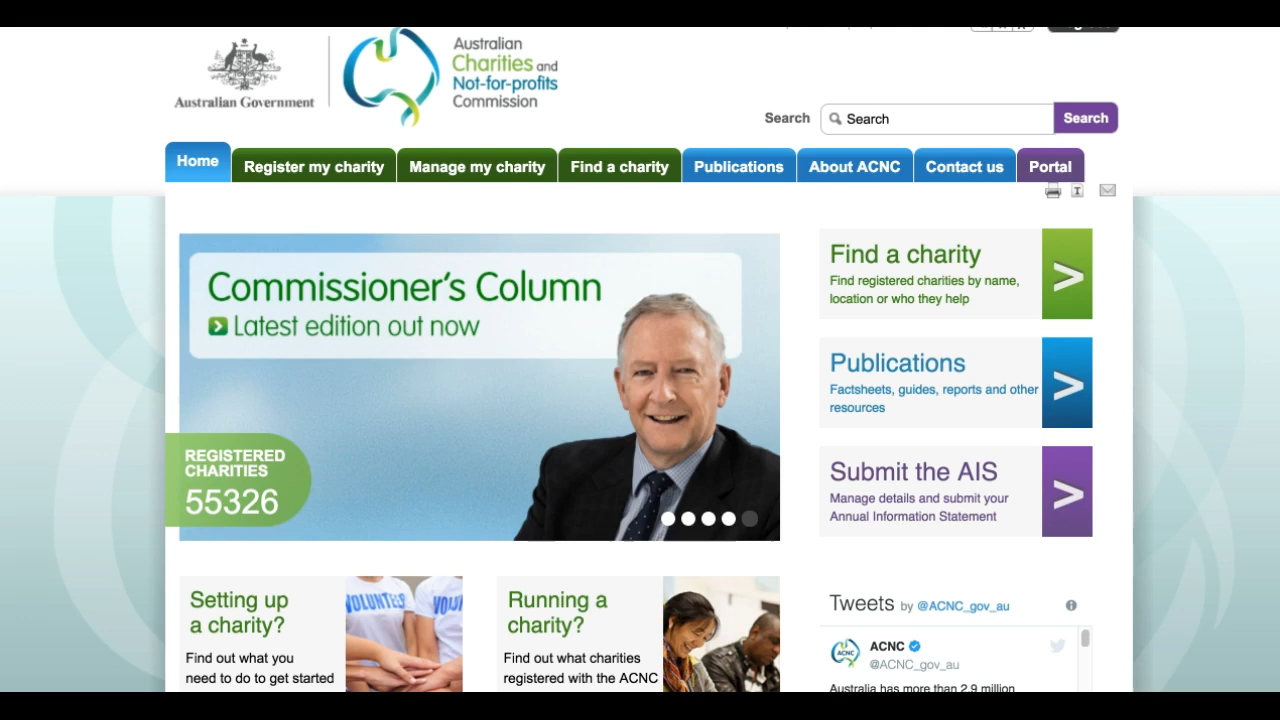 Australian Government
Australian
Charities and
Not-for-profits
Commission
Search
Search
Search
Home
Register my charity
Manage my charity
Find a charity
Publications
About ACNC
Contact us
Portal
Commissioner's Column
Latest edition out now
REGISTERED
CHARITIES
55326
Find a charity
Find registered charities by name,
location or who they help
Publications
Factsheets, guides, reports and other
resources
Submit the AIS
Manage details and submit your
Annual Information Statement
Setting up
a charity?
Find out what you
need to do to get started
VOLUNTEE
VOLU
Running a
charity?
Find out what charities
registered with the ACNC
Tweets by @ACNC_gov_au
ACNC
ACNC
@ACNC_gov_au
Australia has more than 2.9 million